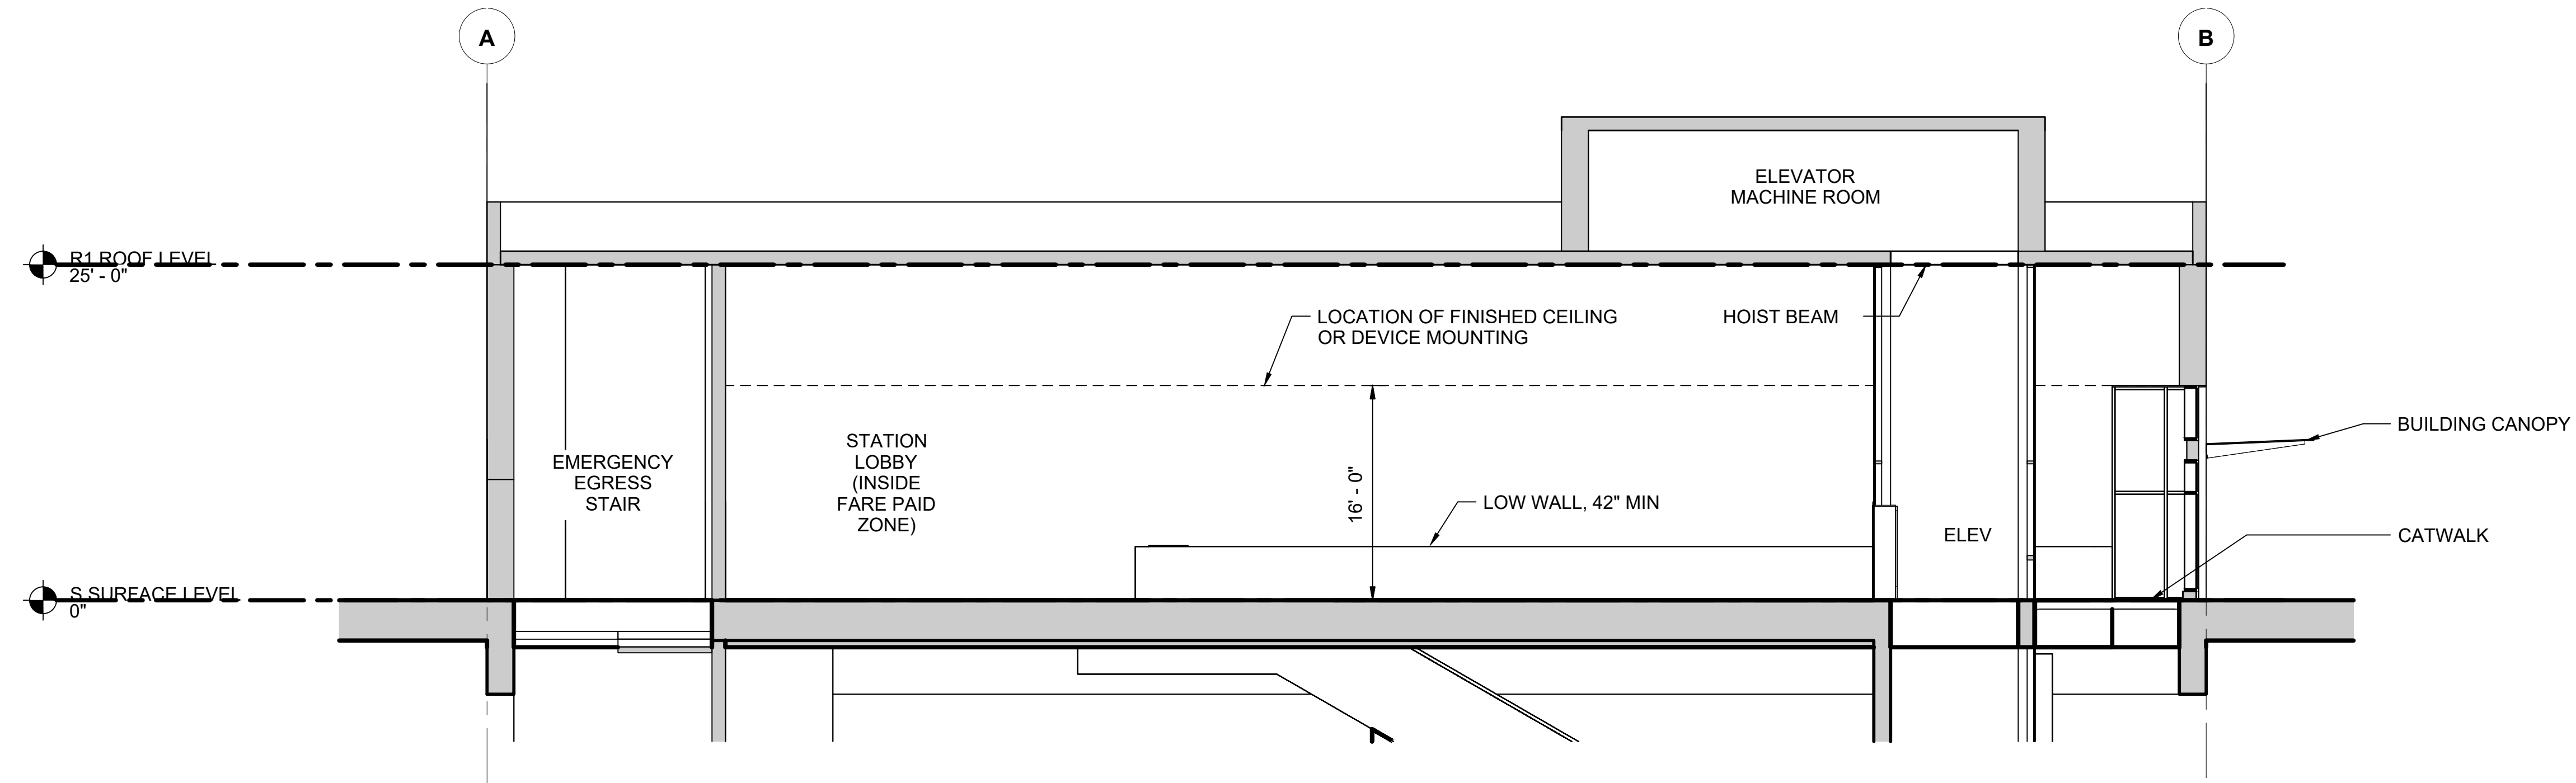 A
B
ELEVATOR
MACHINE ROOM
R1 ROOF LEVEL
25' - 0"
LOCATION OF FINISHED CEILING
OR DEVICE MOUNTING
HOIST BEAM
BUILDING CANOPY
EMERGENCY
EGRESS
STAIR
STATION
LOBBY
(INSIDE
FARE PAID
ZONE)
16' - 0"
LOW WALL, 42" MIN
ELEV
CATWALK
S SURFACE LEVEL
0"